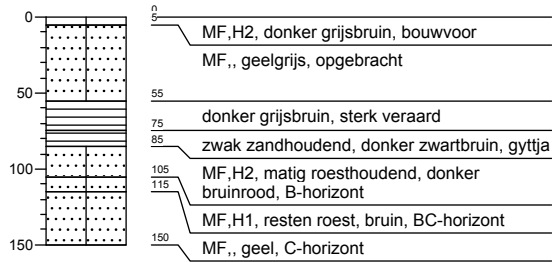 0
50
100
150
0
5
MF,H2, donker grijsbruin, bouwvoor
MF,, geelgrijs, opgebracht
55
donker grijsbruin, sterk veraard
75
zwak zandhoudend, donker zwartbruin, gyttja
85
MF,H2, matig roesthoudend, donker
bruinrood, B-horizont
105
MF,H1, resten roest, bruin, BC-horizont
115
MF,, geel, C-horizont
150